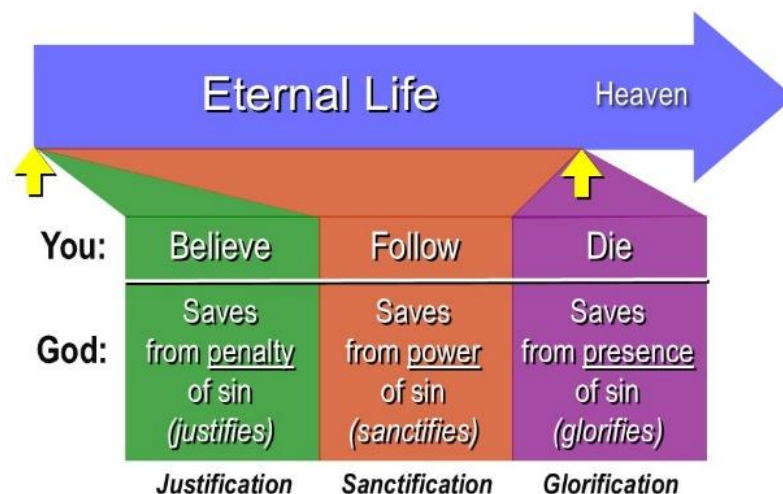 Eternal Life Heaven
You: Believe Follow Die
God: Saves from penalty of sin (justifies)
Saves from power of sin (sanctifies)
Saves from presence of sin (glorifies)
Justification Sanctification Glorification